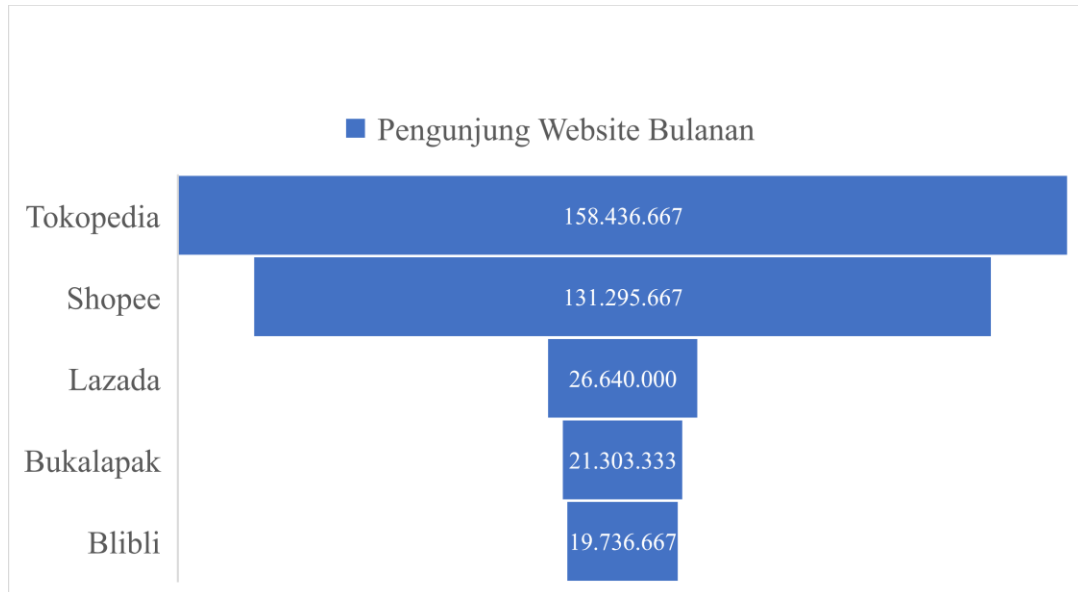 Pengunjung Website Bulanan
Tokopedia 158.436.667
Shopee 131.295.667
Lazada 26.640.000
Bukalapak 21.303.333
Blibli 19.736.667